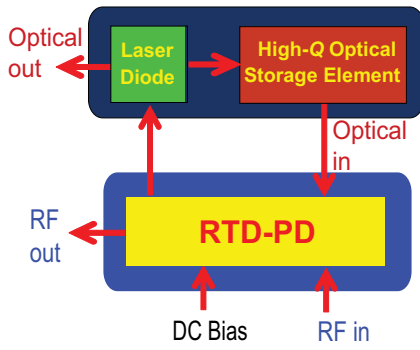 Optical
out
Laser
Diode
High-Q Optical
Storage Element
Optical
in
RF
out
RTD-PD
DC Bias
RF in